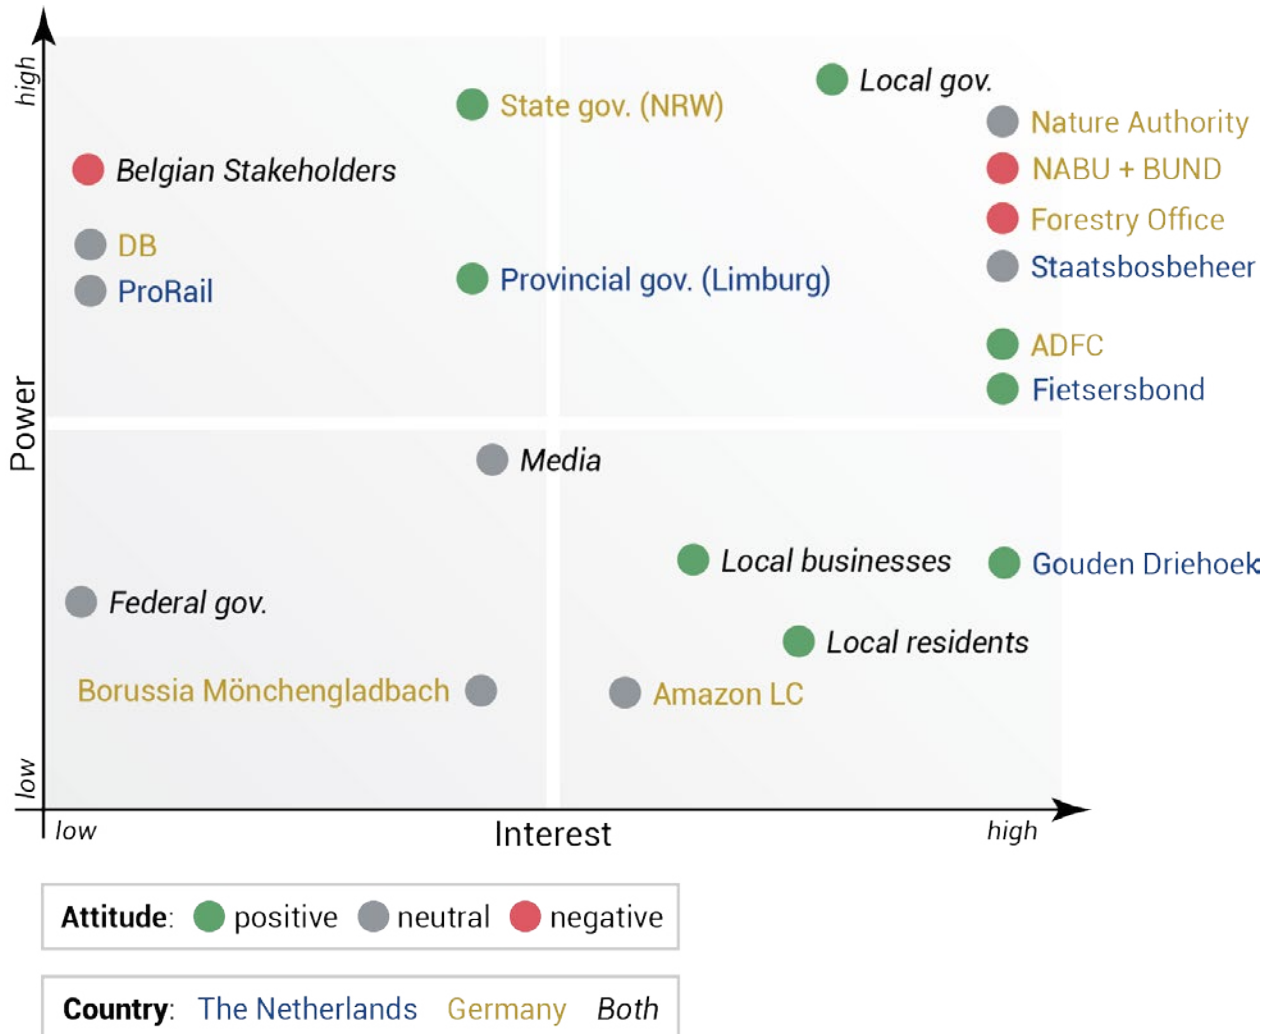 high
Local gov.
State gov. (NRW)
Nature Authority
Belgian Stakeholders
NABU + BUND
Forestry Office
DB
Staatsbosbeheer
ProRail
Provincial gov. (Limburg)
ADFC
Fietsersbond
Power
Media
Local businesses
Gouden Driehoek
Federal gov.
Local residents
Borussia Mönchengladbach
Amazon LC
low
low
Interest
high
Attitude: positive neutral negative
Country: The Netherlands Germany Both